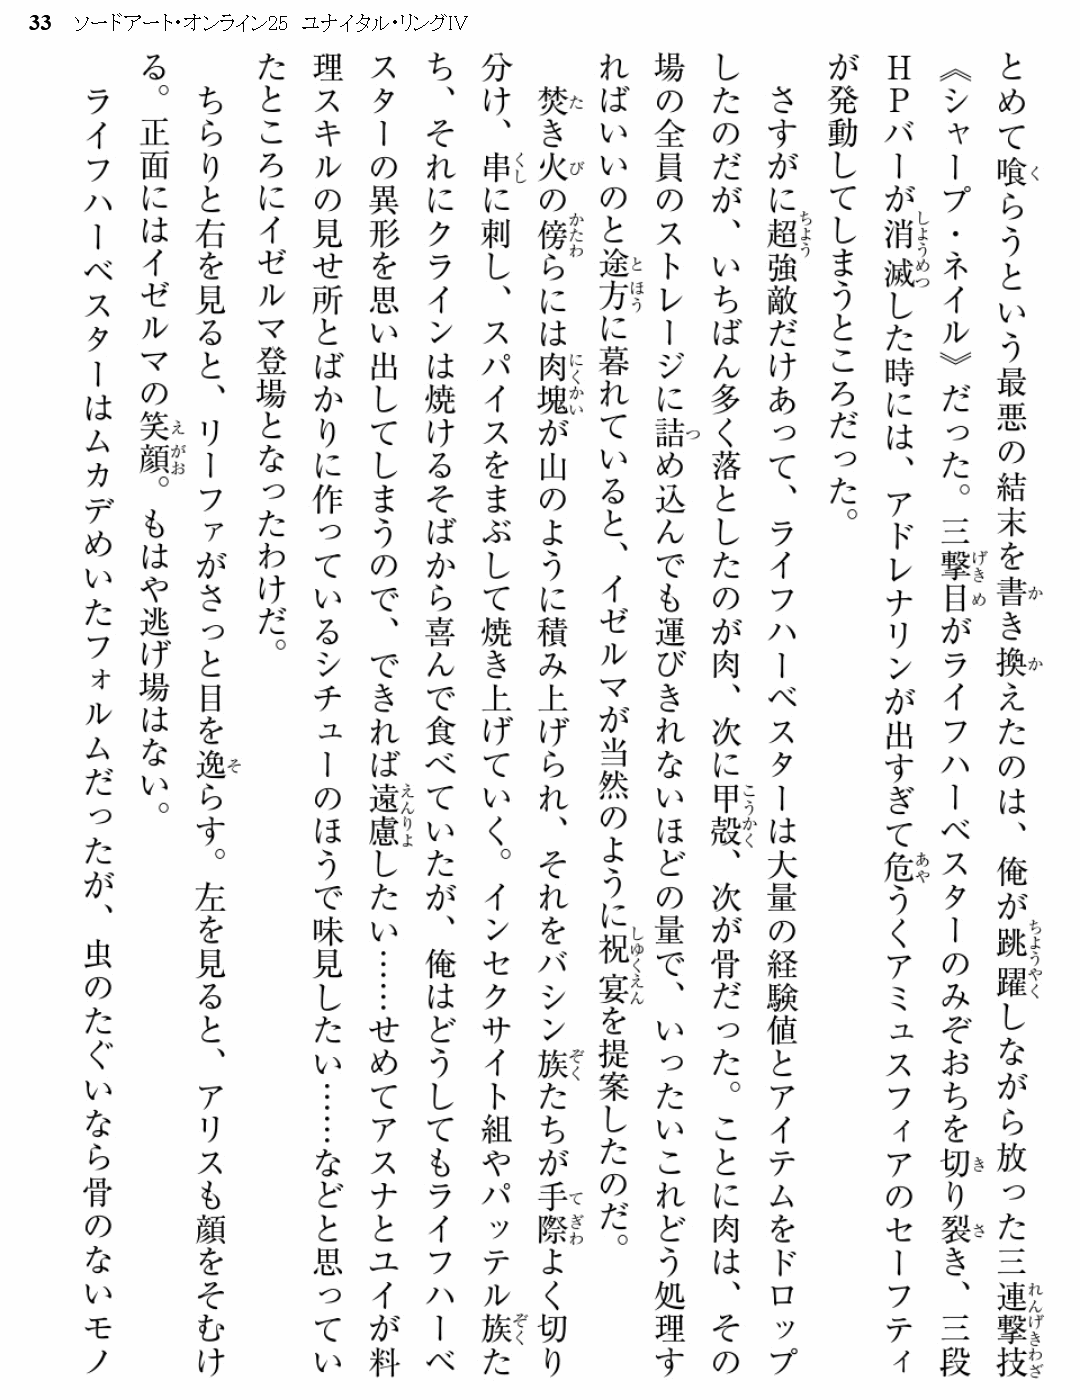 33 ソードアート・オンライン25 ユナイタル・リングⅣ
とめて喰らうという最悪の結末を書き換えたのは、俺が跳躍しながら放った三連撃技
《シャープ・ネイル》だった。三撃目がライフハーベスターのみぞおちを切り裂き、三段
HPバーが消滅した時には、アドレナリンが出すぎて危うくアミュスフィアのセーフティ
が発動してしまうところだった。
さすがに超強敵だけあって、ライフハーベスターは大量の経験値とアイテムをドロップ
したのだが、いちばん多く落としたのが肉、次に甲殻、次が骨だった。ことに肉は、その
場の全員のストレージに詰め込んでも運びきれないほどの量で、いったいこれどう処理す
ればいいのと途方に暮れていると、イゼルマが当然のように祝宴を提案したのだ。
焚き火の傍らには肉塊が山のように積み上げられ、それをバシン族たちが手際よく切り
分け、串に刺し、スパイスをまぶして焼き上げていく。インセクサイト組やパッテル族た
ち、それにクラインは焼けるそばから喜んで食べていたが、俺はどうしてもライフハーベ
スターの異形を思い出してしまうので、できれば遠慮したい……せめてアスナとユイが料
理スキルの見せ所とばかりに作っているシチューのほうで味見したい……などと思ってい
たところにイゼルマ登場となったわけだ。
ちらりと右を見ると、リーファがさっと目を逸らす。左を見ると、アリスも顔をそむけ
る。正面にはイゼルマの笑顔。もはや逃げ場はない。
ライフハーベスターはムカデめいたフォルムだったが、虫のたぐいなら骨のないモノ